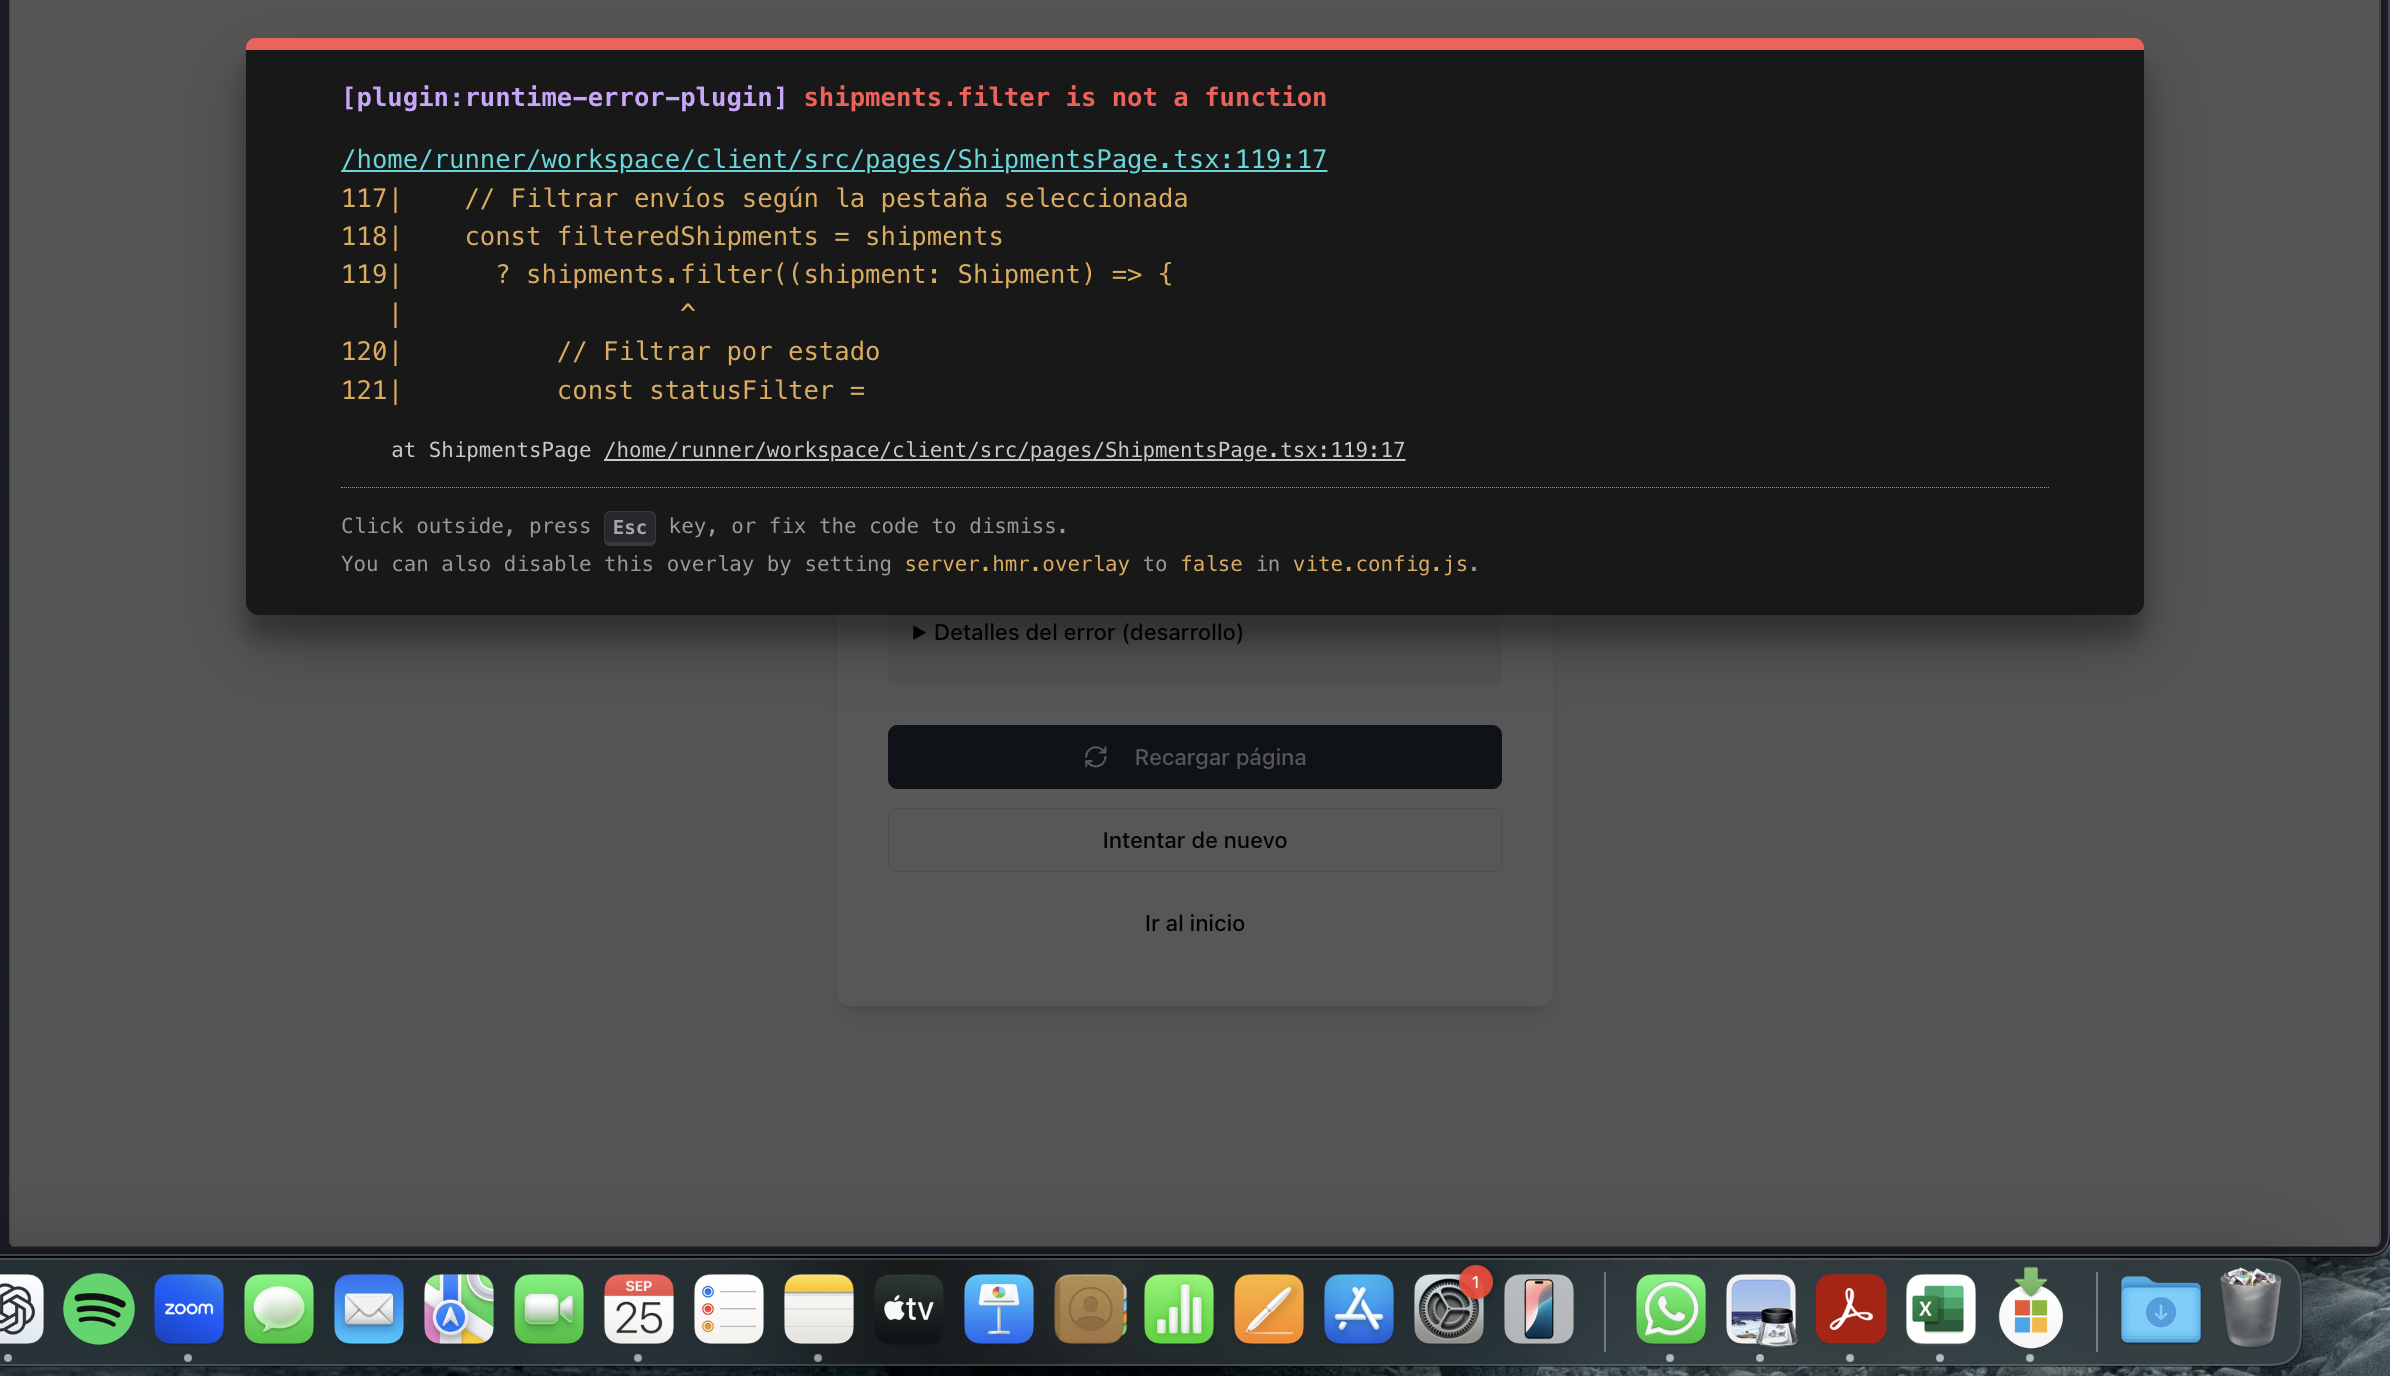 [plugin:runtime-error-plugin] shipments.filter is not a function
/home/runner/workspace/client/src/pages/ShipmentsPage.tsx:119:17
117|    // Filtrar envíos según la pestaña seleccionada
118|    const filteredShipments = shipments
119|      ? shipments.filter((shipment: Shipment) => {
   |                  ^
120|          // Filtrar por estado
121|          const statusFilter =
at ShipmentsPage /home/runner/workspace/client/src/pages/ShipmentsPage.tsx:119:17
Click outside, press Esc key, or fix the code to dismiss.
You can also disable this overlay by setting server.hmr.overlay to false in vite.config.js.
▶ Detalles del error (desarrollo)
Recargar página
Intentar de nuevo
Ir al inicio
zoom
SEP
25
tv
1
X